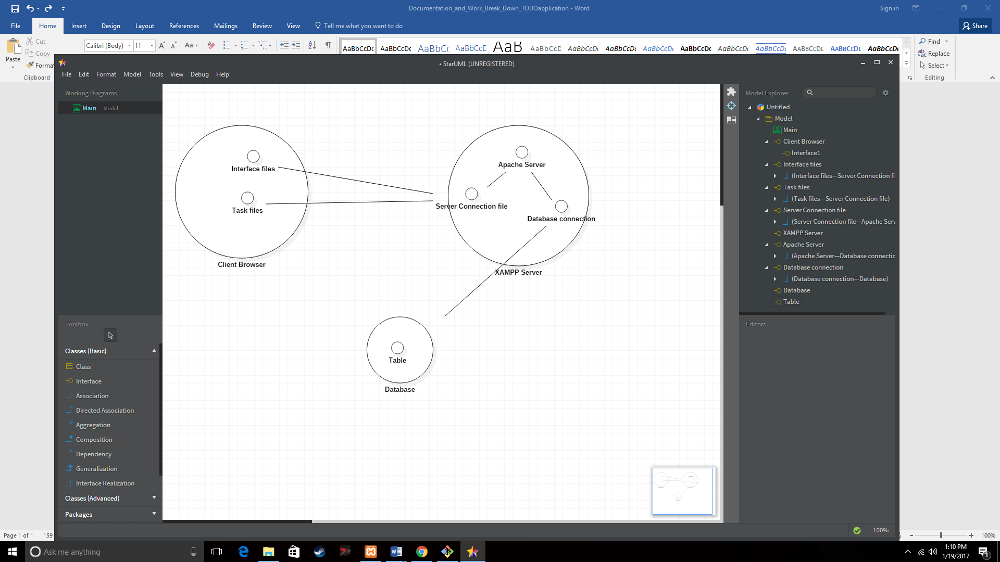 Documentation_and_Work_Break_Down_TODOapplication - Word
Sign in
File Home Insert Design Layout References Mailings Review View Tell me what you want to do
Share
Cut
Copy
Paste
Format
Clipboard
Calibri (Body) 11
Aa
AaBbCcDc AaBbCcDc AaBbC AaBbCcD AaB AaBbCcD AaBbCcDc AaBbCcDc AaBbCcDc AaBbCcDc AaBbCcDc AaBbCcDc AABBCCDE AABBCCDE AaBbCcDc
Find
Replace
Select
Editing
• StarUML (UNREGISTERED)
File Edit Format Model Tools View Debug Help
Working Diagrams
Main — Model
Toolbox
Classes (Basic)
Class
Interface
Association
Directed Association
Aggregation
Composition
Dependency
Generalization
Interface Realization
Classes (Advanced)
Packages
Interface files
Task files
Client Browser
Apache Server
Server Connection file
Database connection
XAMPP Server
Table
Database
Model Explorer
Untitled
Model
Main
Client Browser
Interface1
Interface files
(Interface files—Server Connection fi
Task files
(Task files—Server Connection file)
Server Connection file
(Server Connection file—Apache Serv
XAMPP Server
Apache Server
(Apache Server—Database connectio
Database connection
(Database connection—Database)
Database
Table
Editors
100%
Page 1 of 1 159
100%
Ask me anything
1:10 PM
1/19/2017
1